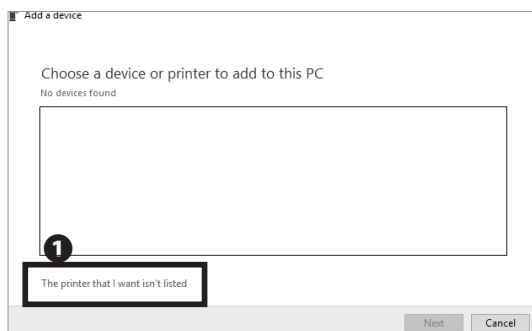 Add a device
Choose a device or printer to add to this PC
No devices found
1
The printer that I want isn't listed
Next Cancel